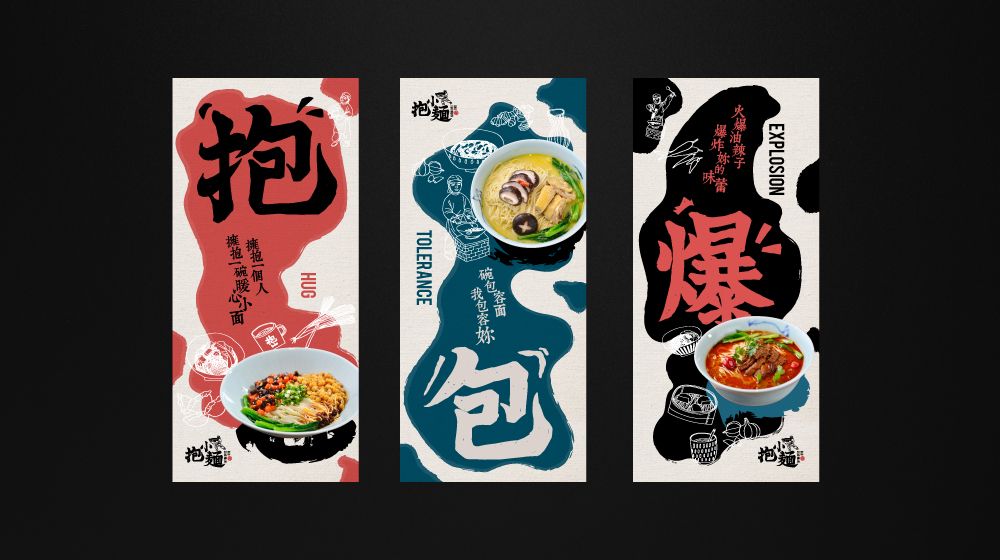 抱
擁抱一個人
擁抱一碗暖心小面
HUG
抱
抱小麵
抱小麵
TOLERANCE
碗包容面
我包容妳
包
火爆油辣子
爆炸妳的味蕾
EXPLOSION
爆
抱小麵